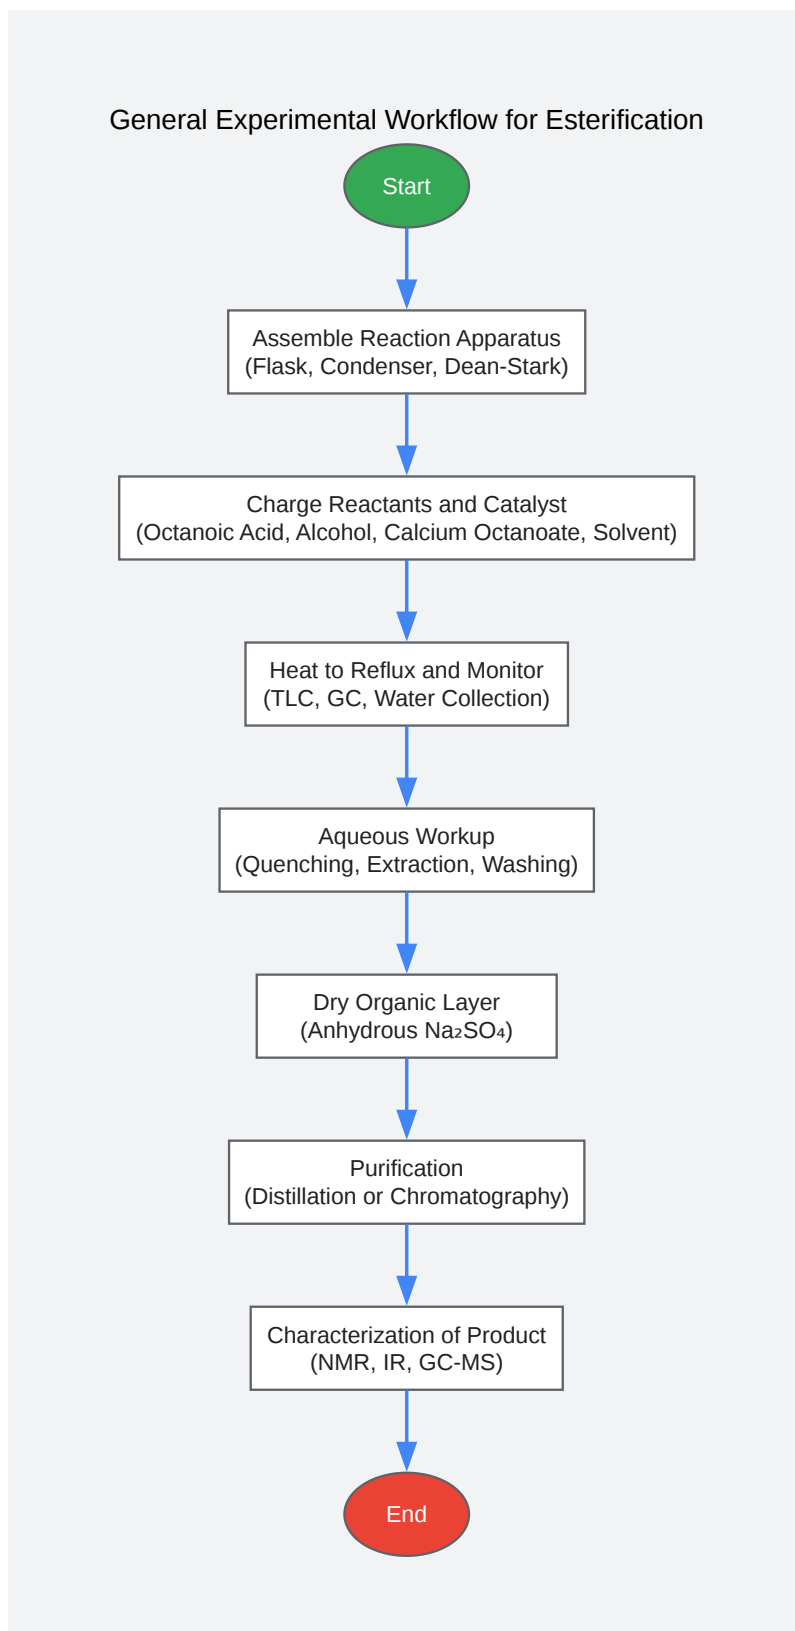 General Experimental Workflow for Esterification
Start
Assemble Reaction Apparatus
(Flask, Condenser, Dean-Stark)
Charge Reactants and Catalyst
(Octanoic Acid, Alcohol, Calcium Octanoate, Solvent)
Heat to Reflux and Monitor
(TLC, GC, Water Collection)
Aqueous Workup
(Quenching, Extraction, Washing)
Dry Organic Layer
(Anhydrous Na₂SO₄)
Purification
(Distillation or Chromatography)
Characterization of Product
(NMR, IR, GC-MS)
End